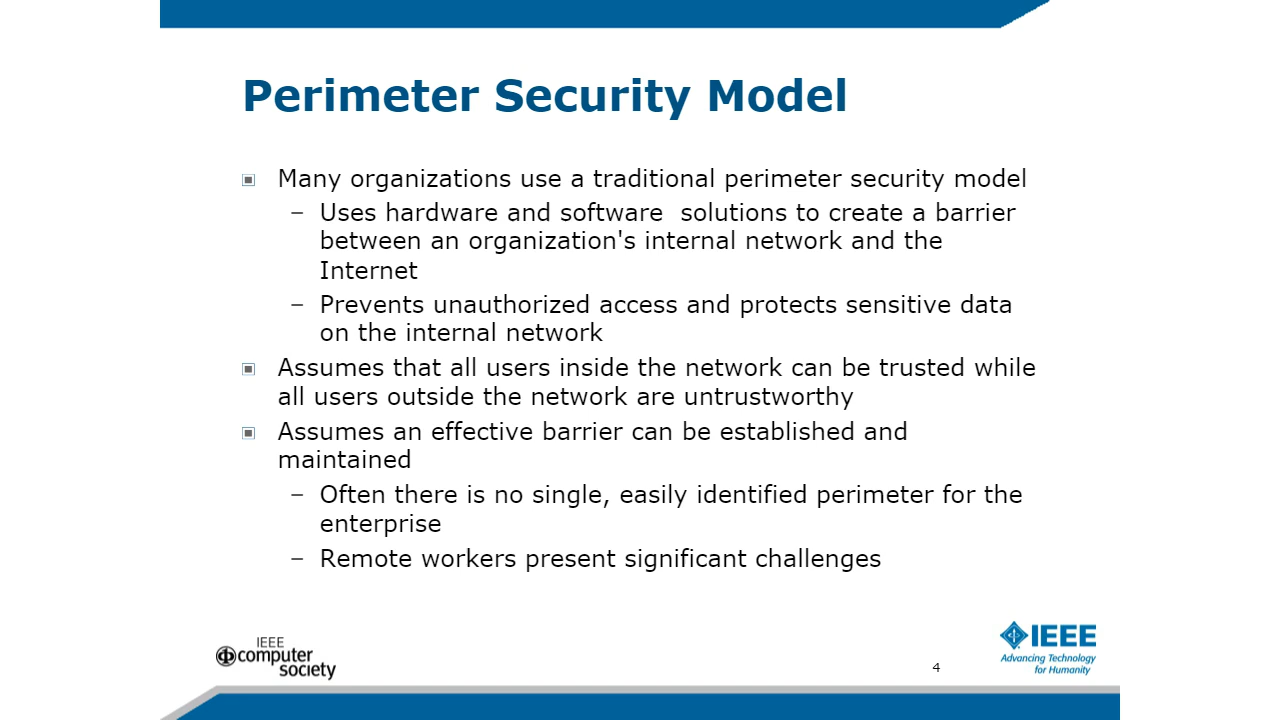 Perimeter Security Model
Many organizations use a traditional perimeter security model
– Uses hardware and software  solutions to create a barrier
between an organization's internal network and the
Internet
– Prevents unauthorized access and protects sensitive data
on the internal network
Assumes that all users inside the network can be trusted while
all users outside the network are untrustworthy
Assumes an effective barrier can be established and
maintained
– Often there is no single, easily identified perimeter for the
enterprise
– Remote workers present significant challenges
IEEE
computer
society
4
IEEE
Advancing Technology
for Humanity